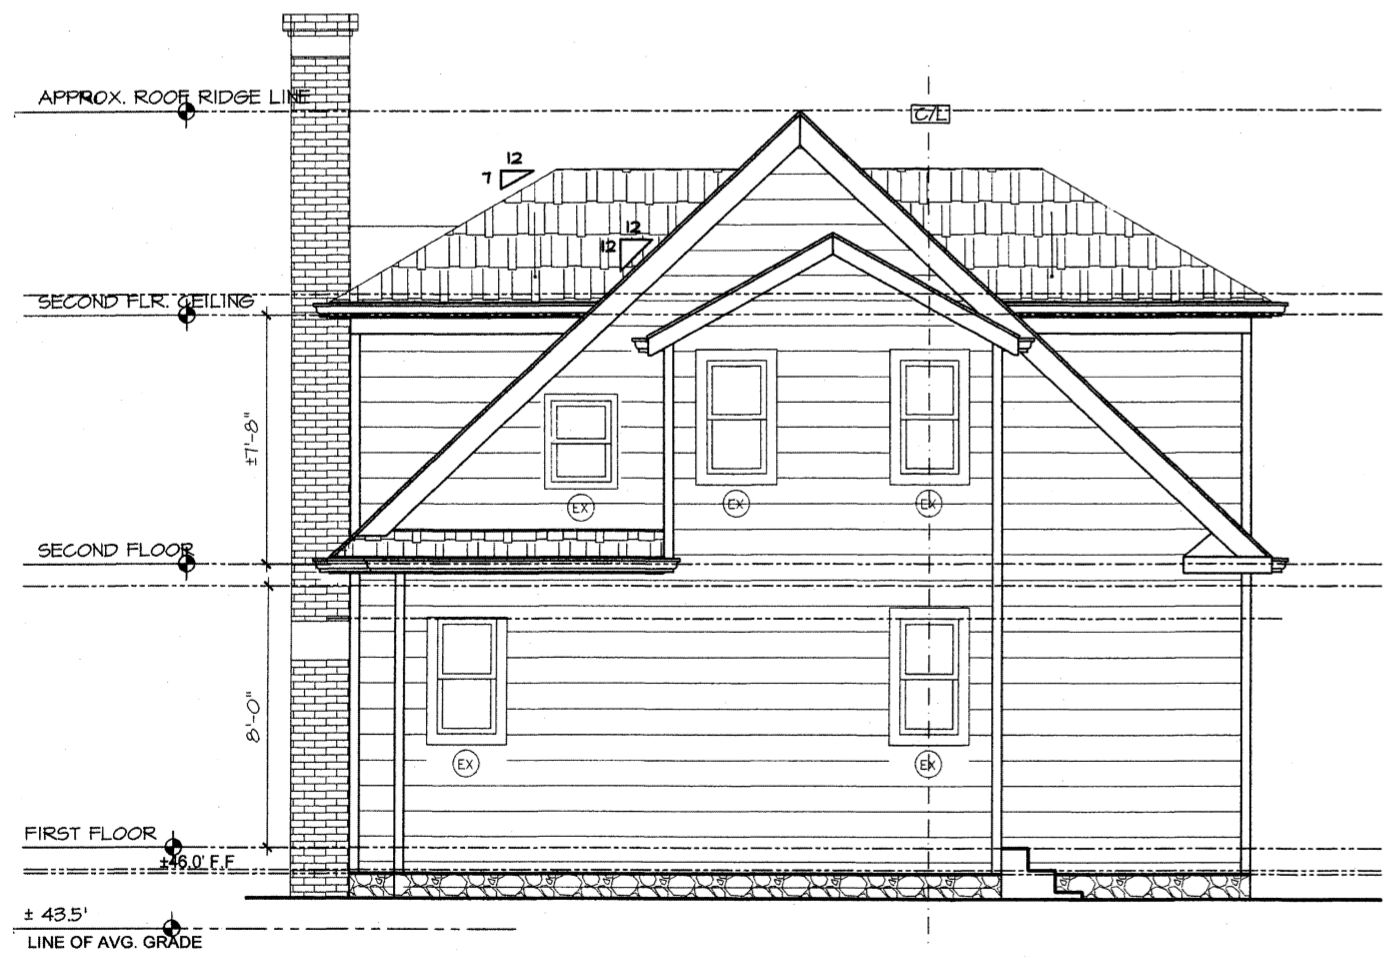 APPROX. ROOF RIDGE LINE
C/L
12
7
12
12
SECOND FLR. CEILING
±7'-8"
EX
EX
EX
SECOND FLOOR
8'-0"
EX
EX
FIRST FLOOR
±46.0' F.F
± 43.5'
LINE OF AVG. GRADE